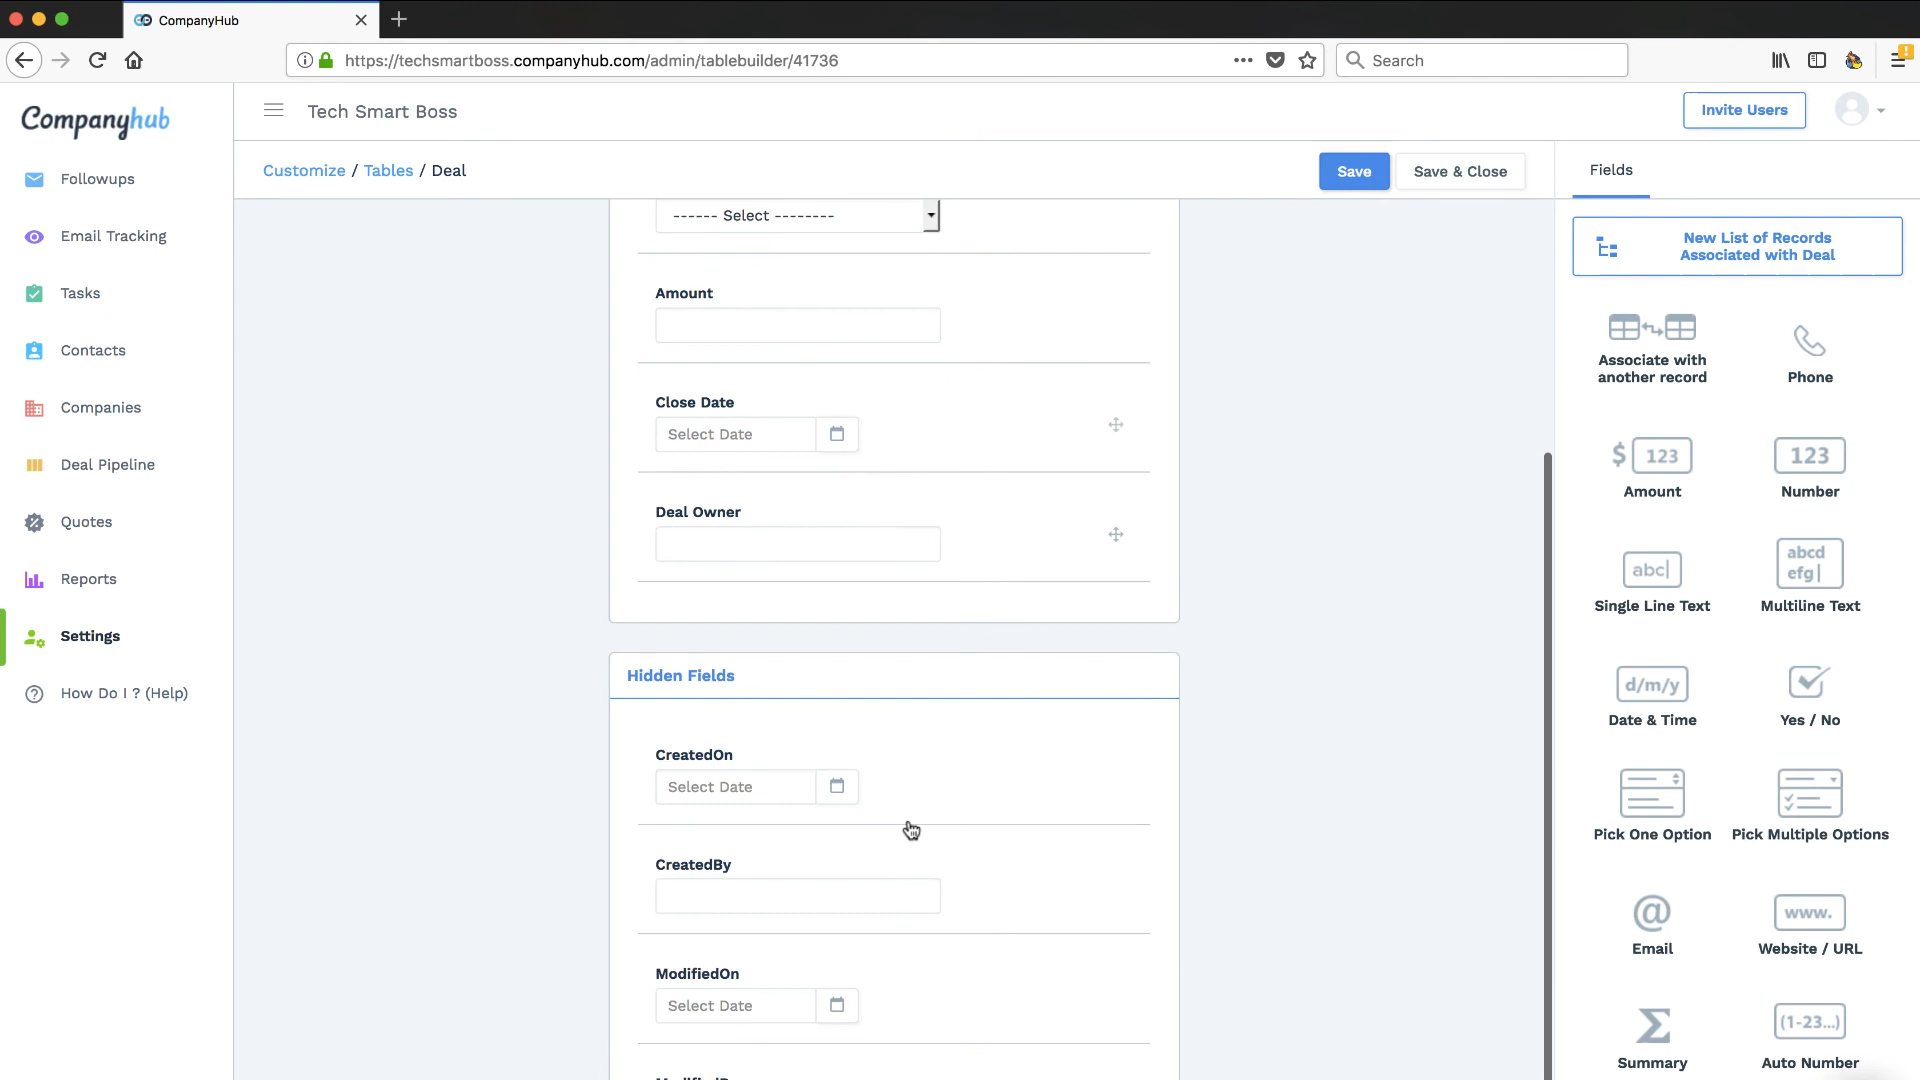 CompanyHub
https://techsmartboss.companyhub.com/admin/tablebuilder/41736
Search
Companyhub
Tech Smart Boss
Invite Users
Customize / Tables / Deal
Save
Save & Close
Fields
Followups
Email Tracking
Tasks
Contacts
Companies
Deal Pipeline
Quotes
Reports
Settings
How Do I ? (Help)
------ Select --------
Amount
Close Date
Select Date
Deal Owner
Hidden Fields
CreatedOn
Select Date
CreatedBy
ModifiedOn
Select Date
New List of Records
Associated with Deal
Associate with
another record
Phone
$ 123
Amount
123
Number
abc|
Single Line Text
abcd
efg|
Multiline Text
d/m/y
Date & Time
Yes / No
Pick One Option
Pick Multiple Options
@
Email
www.
Website / URL
Σ
Summary
(1-23...)
Auto Number